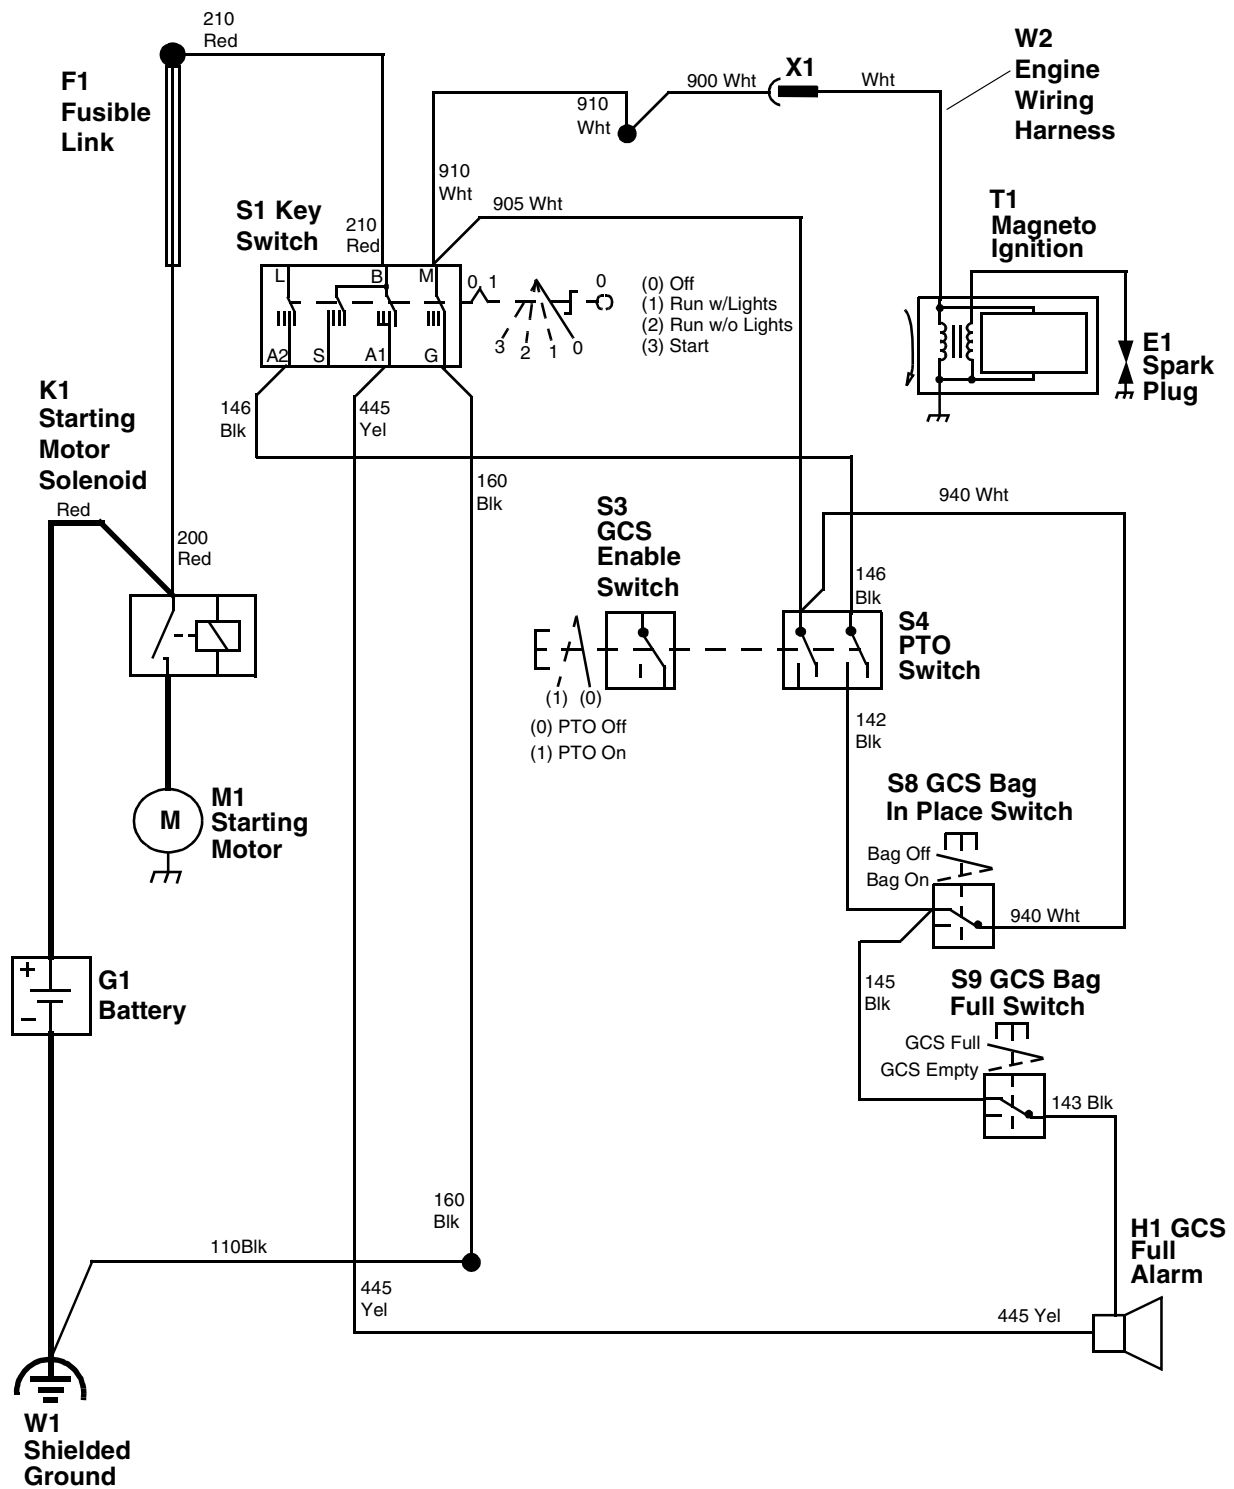 210
Red
F1
Fusible
Link
900 Wht
X1
Wht
W2
Engine
Wiring
Harness
910
Wht
910
Wht
905 Wht
S1 Key
Switch
210
Red
T1
Magneto
Ignition
L
B
M
0
1
0
3
2
1
0
A2
S
A1
G
(0) Off
(1) Run w/Lights
(2) Run w/o Lights
(3) Start
E1
Spark
Plug
K1
Starting
Motor
Solenoid
146
Blk
445
Yel
160
Blk
Red
200
Red
S3
GCS
Enable
Switch
940 Wht
146
Blk
S4
PTO
Switch
(1) (0)
(0) PTO Off
(1) PTO On
142
Blk
M
M1
Starting
Motor
S8 GCS Bag
In Place Switch
Bag Off
Bag On
940 Wht
+
−
G1
Battery
145
Blk
S9 GCS Bag
Full Switch
GCS Full
GCS Empty
143 Blk
160
Blk
110Blk
445
Yel
445 Yel
H1 GCS
Full
Alarm
W1
Shielded
Ground